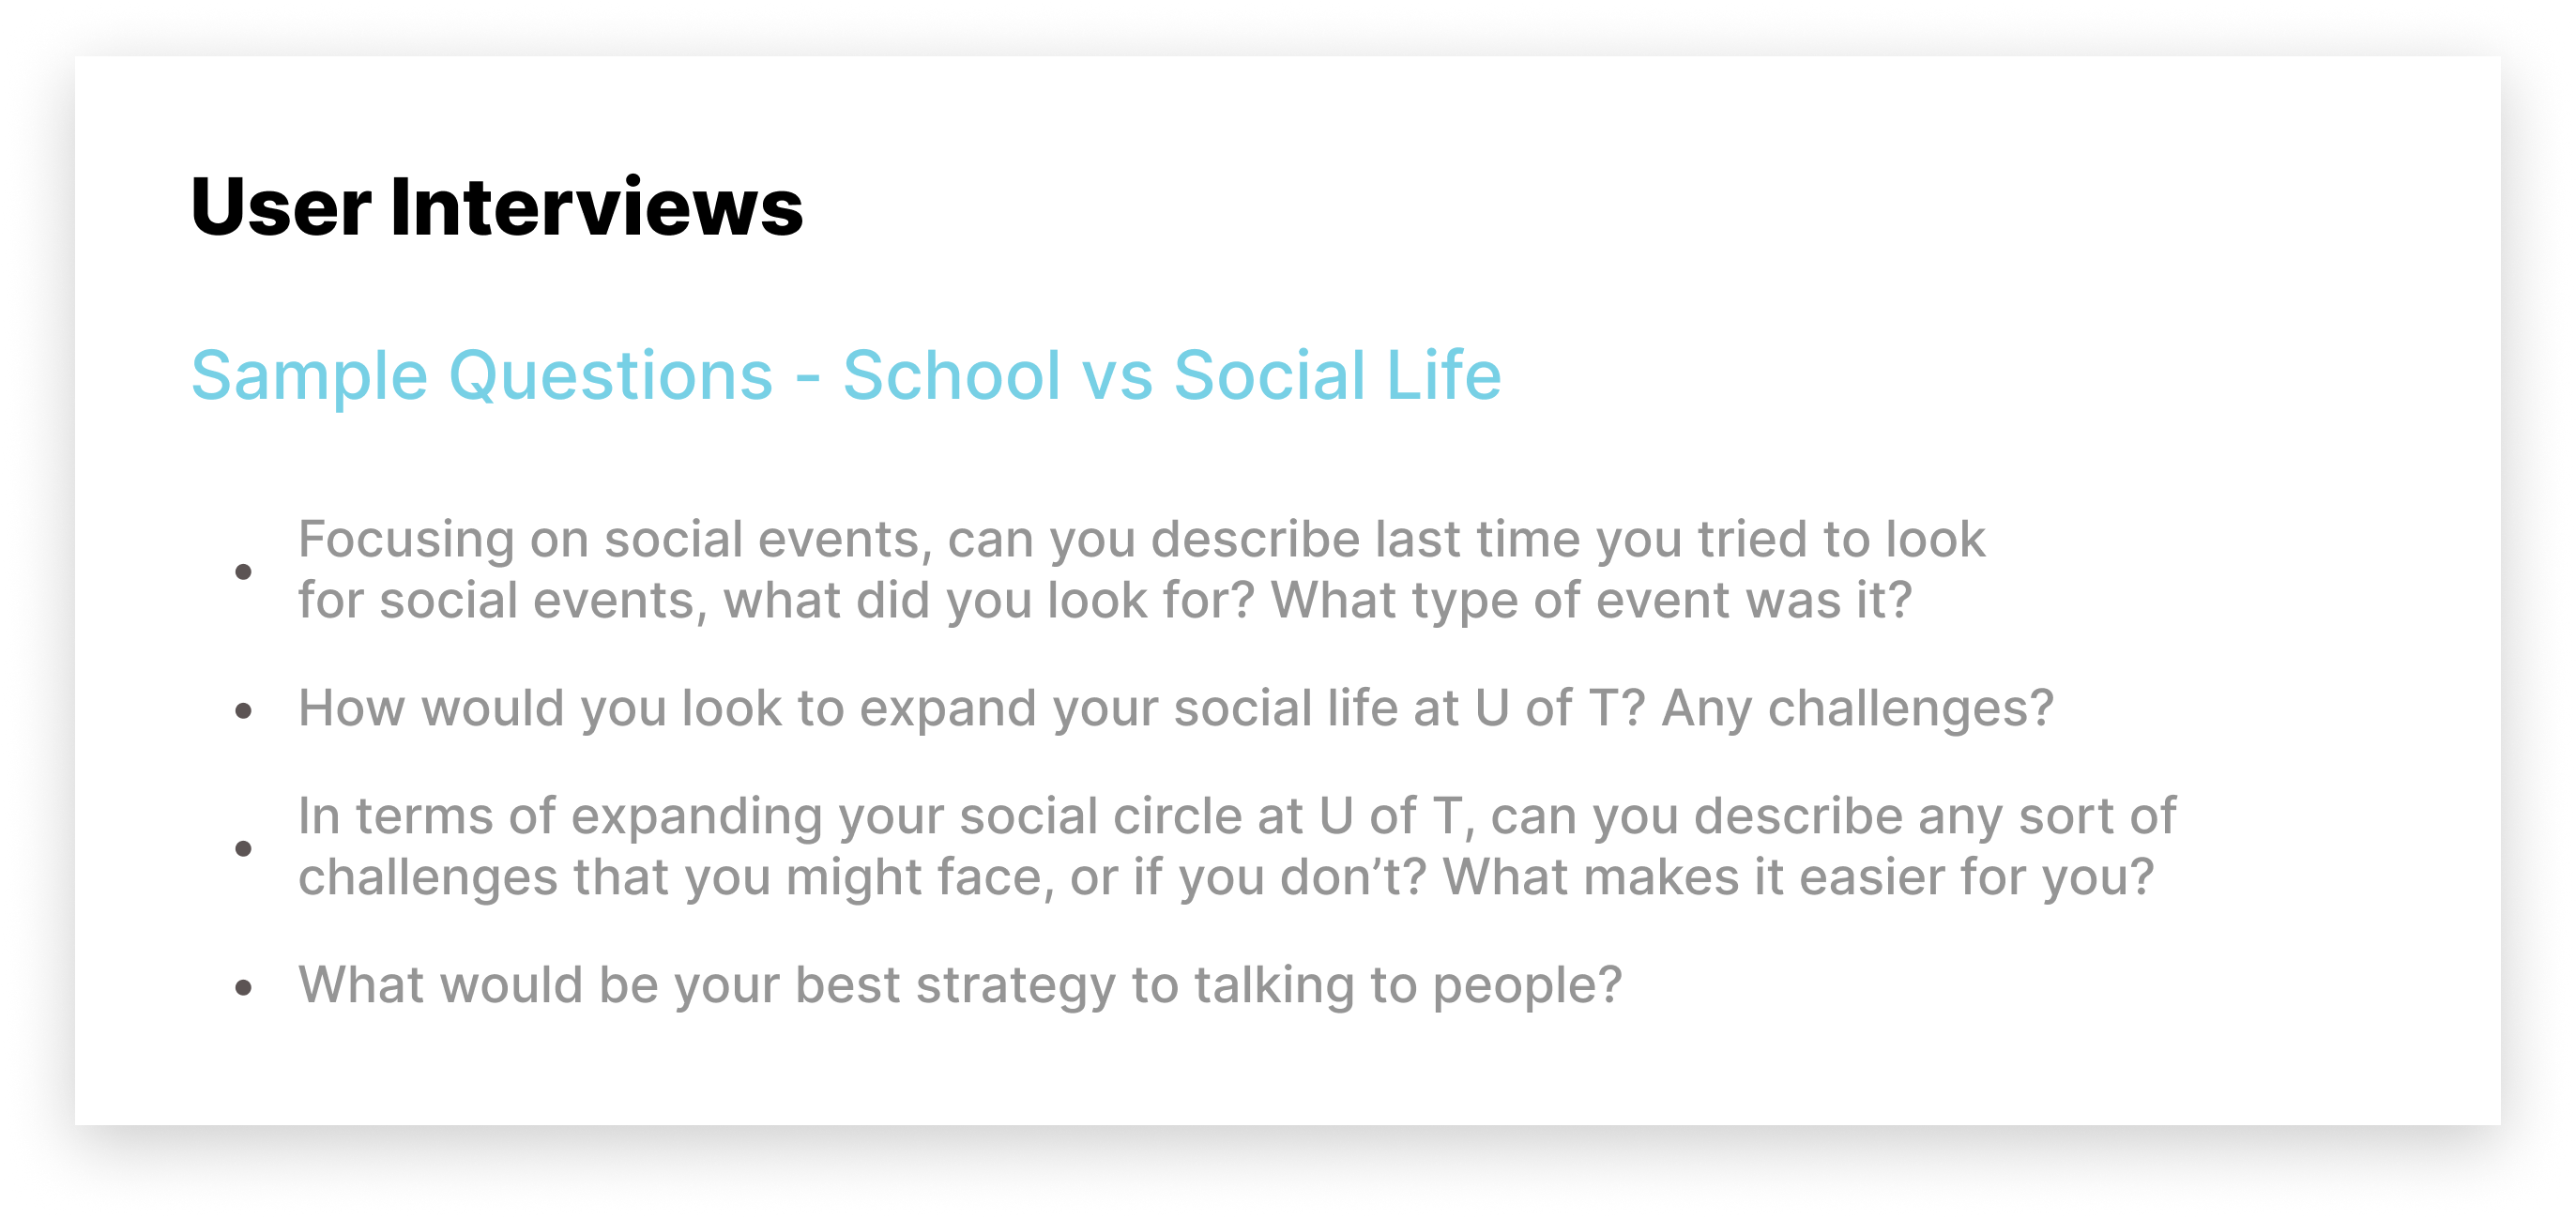 User Interviews
Sample Questions - School vs Social Life
• Focusing on social events, can you describe last time you tried to look
for social events, what did you look for? What type of event was it?
• How would you look to expand your social life at U of T? Any challenges?
• In terms of expanding your social circle at U of T, can you describe any sort of
challenges that you might face, or if you don’t? What makes it easier for you?
• What would be your best strategy to talking to people?